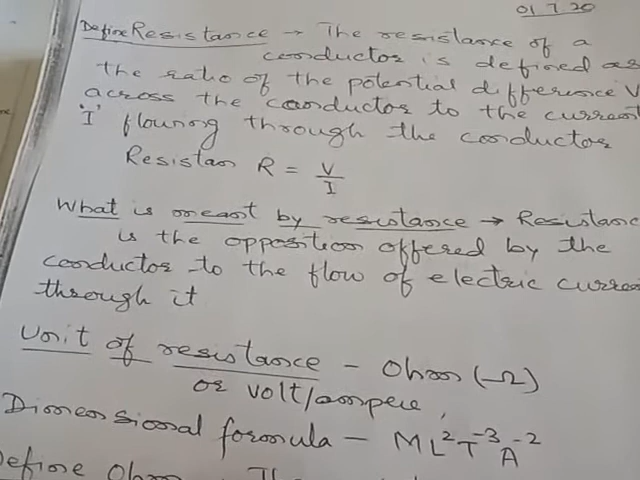 01.7.20
Define Resistance → The resistance of a
conductor is defined as
the ratio of the potential difference V
across the conductor to the current
'I' flowing through the conductor
Resistan R = V/I
What is meant by resistance → Resistanc
is the opposition offered by the
conductor to the flow of electric curren
through it
Unit of resistance - Ohm (Ω)
or volt/ampere,
Dimensional formula - ML²T⁻³A⁻²
Define Ohm The